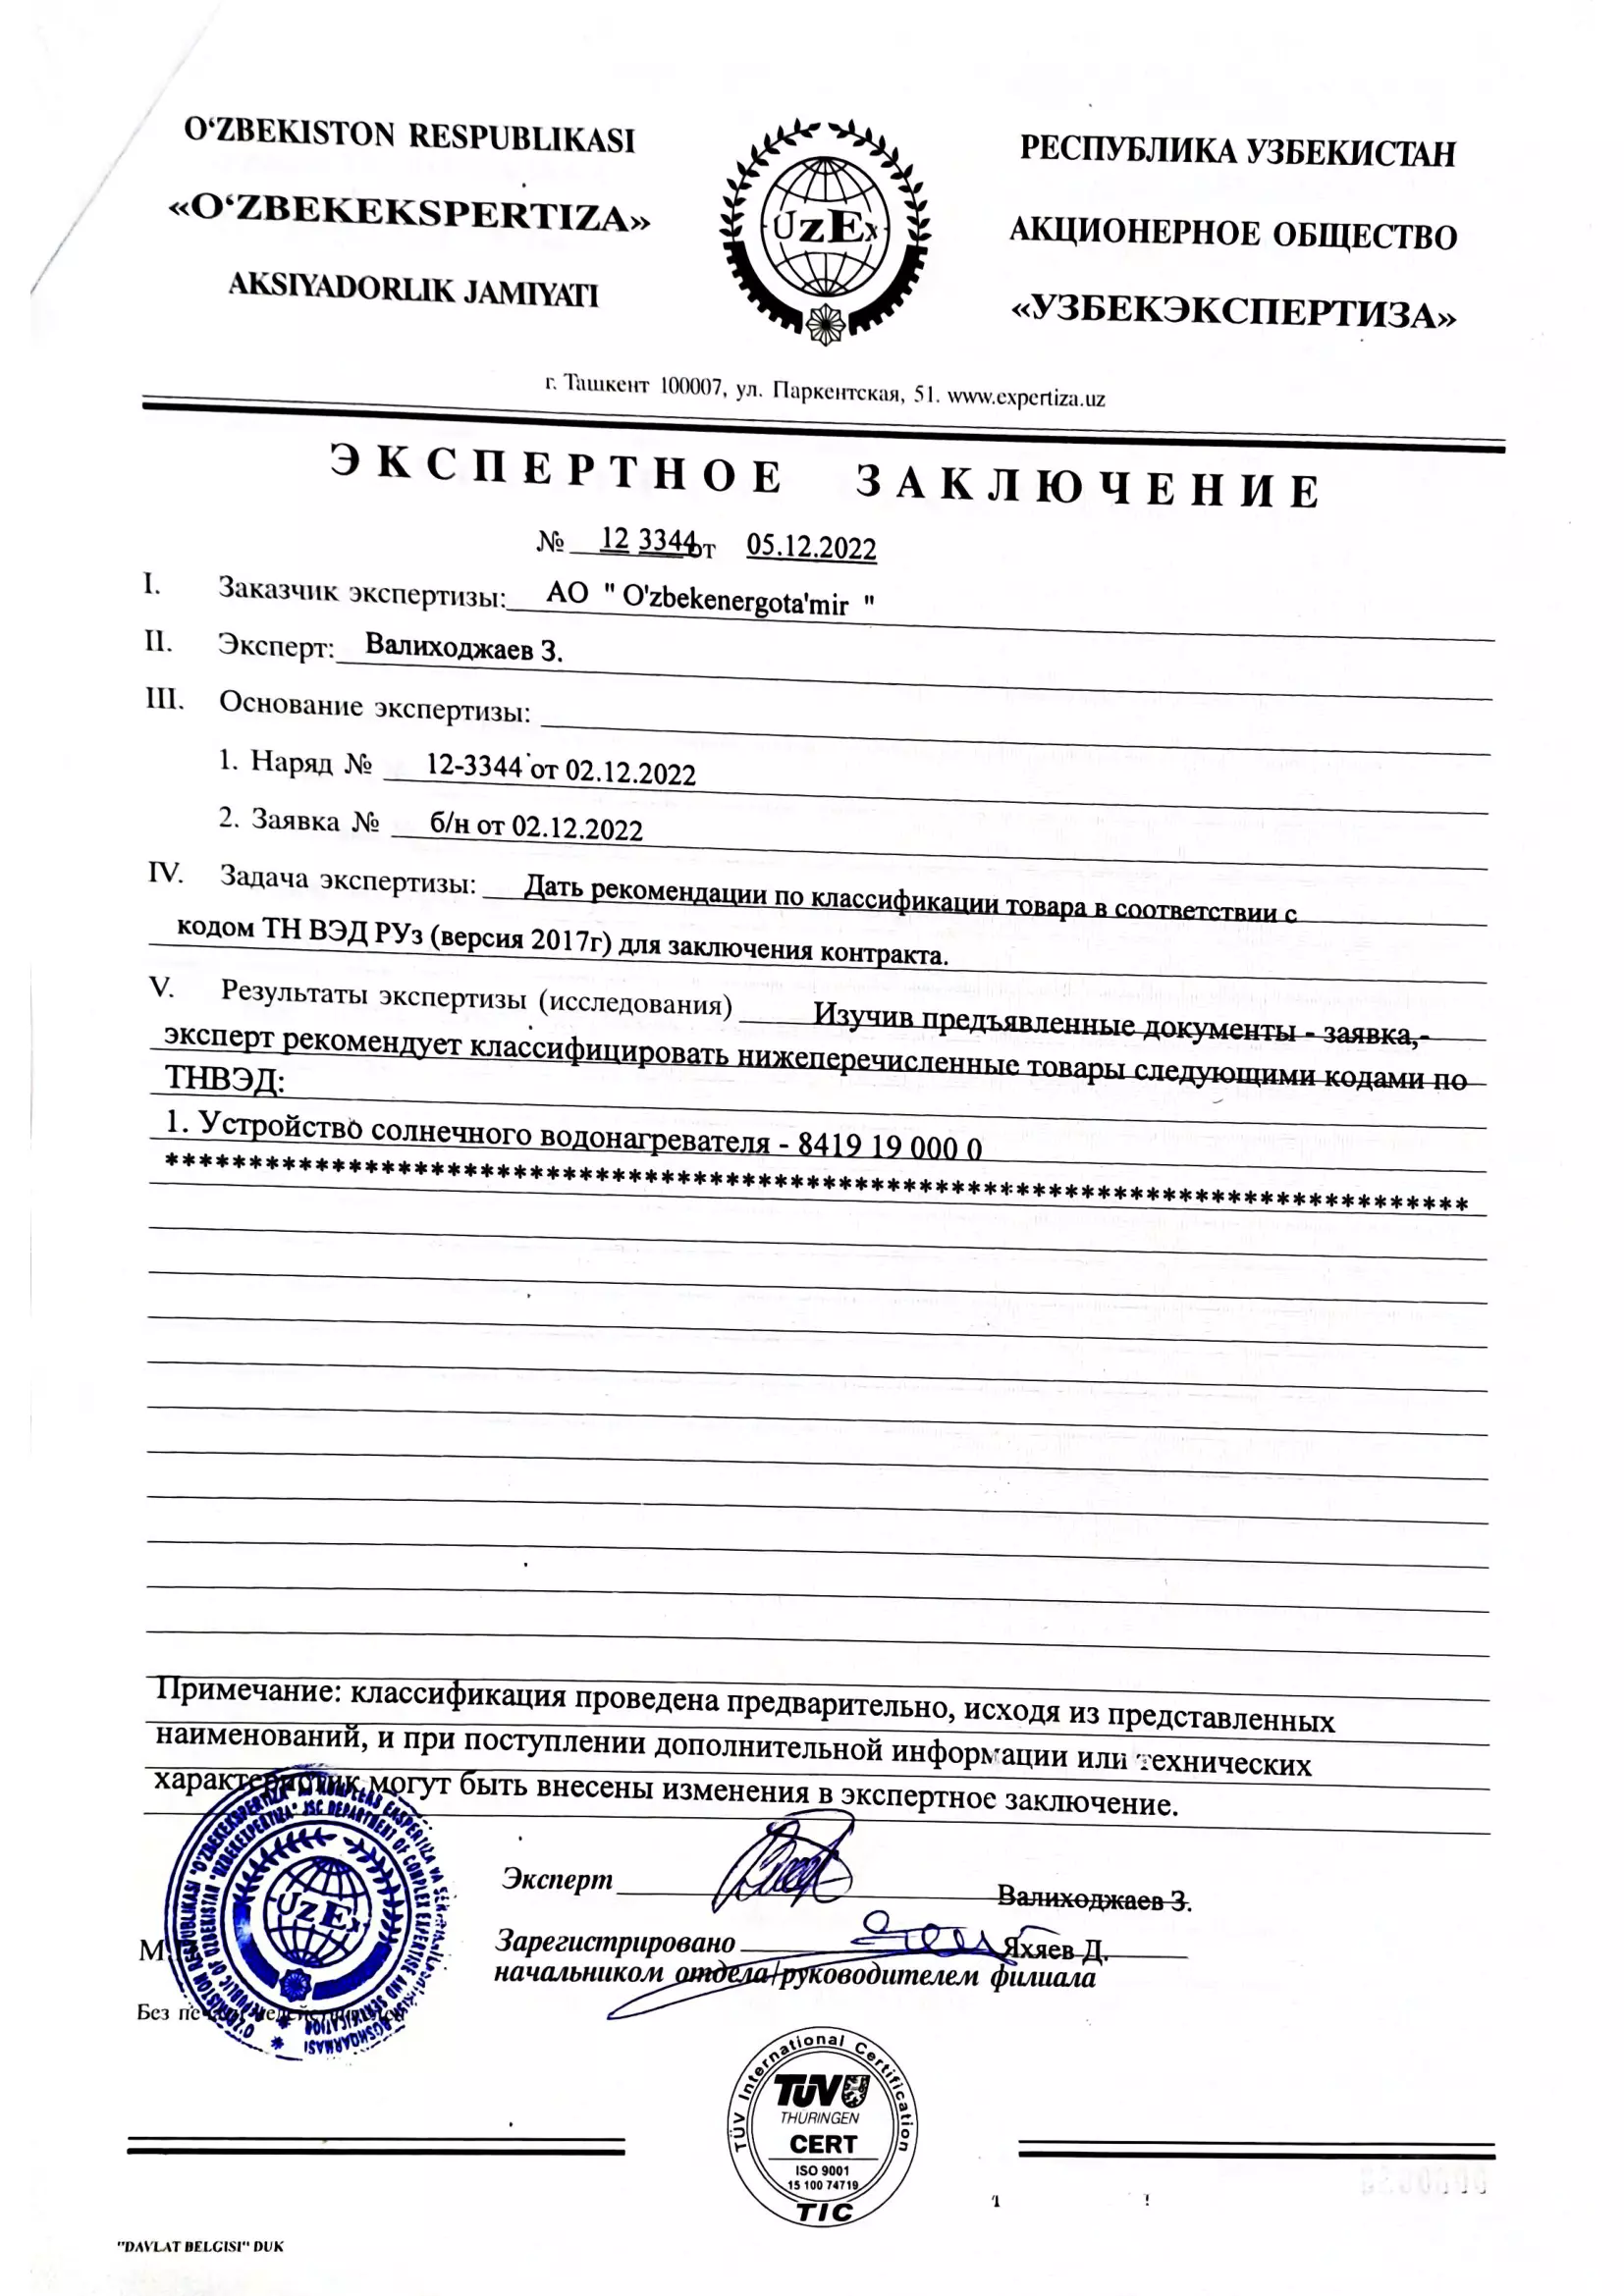 O‘ZBEKISTON RESPUBLIKASI
«O‘ZBEKEKSPERTIZA»
AKSIYADORLIK JAMIYATI
UzEx
РЕСПУБЛИКА УЗБЕКИСТАН
АКЦИОНЕРНОЕ ОБЩЕСТВО
«УЗБЕКЭКСПЕРТИЗА»
г. Ташкент 100007, ул. Паркентская, 51. www.expertiza.uz
ЭКСПЕРТНОЕ ЗАКЛЮЧЕНИЕ
№ 12 3344 от 05.12.2022
I. Заказчик экспертизы: АО " O'zbekenergota'mir "
II. Эксперт: Валиходжаев З.
III. Основание экспертизы:
1. Наряд № 12-3344 от 02.12.2022
2. Заявка № б/н от 02.12.2022
IV. Задача экспертизы: Дать рекомендации по классификации товара в соответствии с
кодом ТН ВЭД РУз (версия 2017г) для заключения контракта.
V. Результаты экспертизы (исследования) Изучив предъявленные документы - заявка,-
эксперт рекомендует классифицировать нижеперечисленные товары следующими кодами по
ТНВЭД:
1. Устройство солнечного водонагревателя - 8419 19 000 0
Примечание: классификация проведена предварительно, исходя из представленных
наименований, и при поступлении дополнительной информации или технических
характеристик могут быть внесены изменения в экспертное заключение.
Эксперт Валиходжаев З.
Зарегистрировано Яхяев Д.
начальником отдела/руководителем филиала
М.П.
Без печати недействителен
UzEx
TÜV International Certification
TÜV
THÜRINGEN
CERT
ISO 9001
15 100 74719
TIC
"DAVLAT BELGISI" DUK